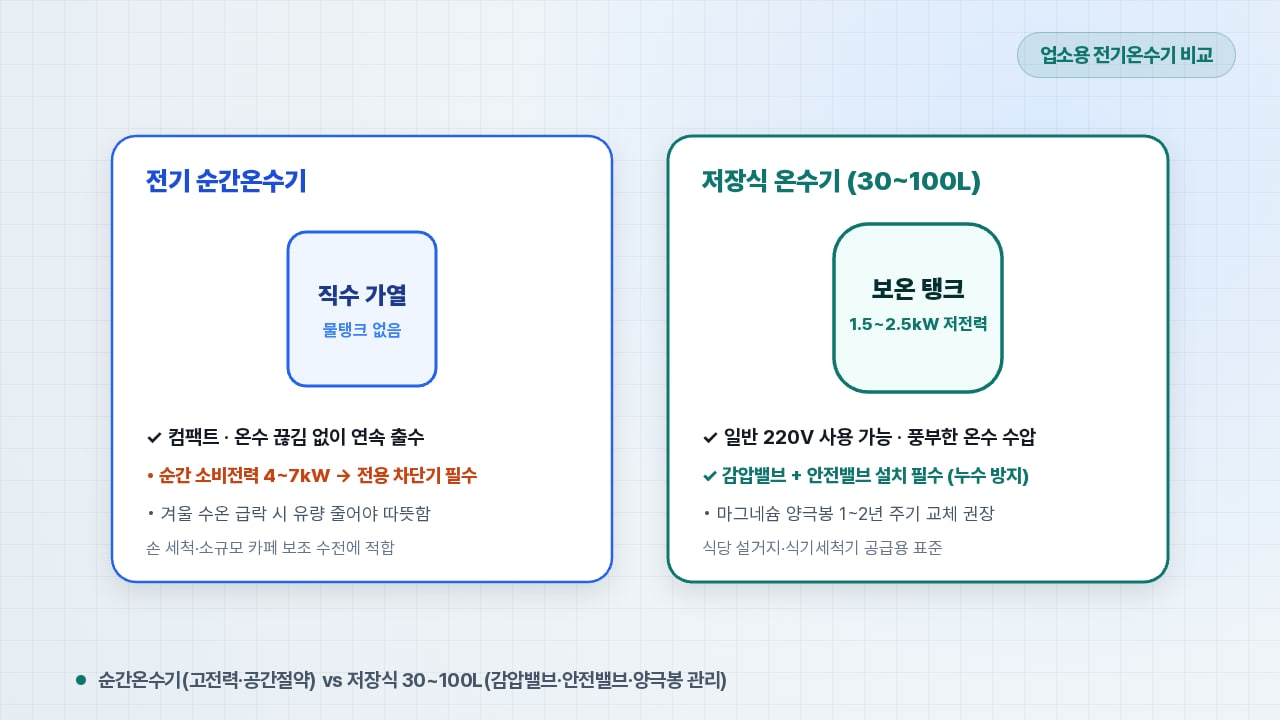 업소용 전기온수기 비교
전기 순간온수기
직수 가열
물탱크 없음
✓ 컴팩트 · 온수 끊김 없이 연속 출수
• 순간 소비전력 4~7kW → 전용 차단기 필수
• 겨울 수온 급락 시 유량 줄어야 따뜻함
손 세척·소규모 카페 보조 수전에 적합
저장식 온수기 (30~100L)
보온 탱크
1.5~2.5kW 저전력
✓ 일반 220V 사용 가능 · 풍부한 온수 수압
✓ 감압밸브 + 안전밸브 설치 필수 (누수 방지)
• 마그네슘 양극봉 1~2년 주기 교체 권장
식당 설거지·식기세척기 공급용 표준
● 순간온수기(고전력·공간절약) vs 저장식 30~100L(감압밸브·안전밸브·양극봉 관리)